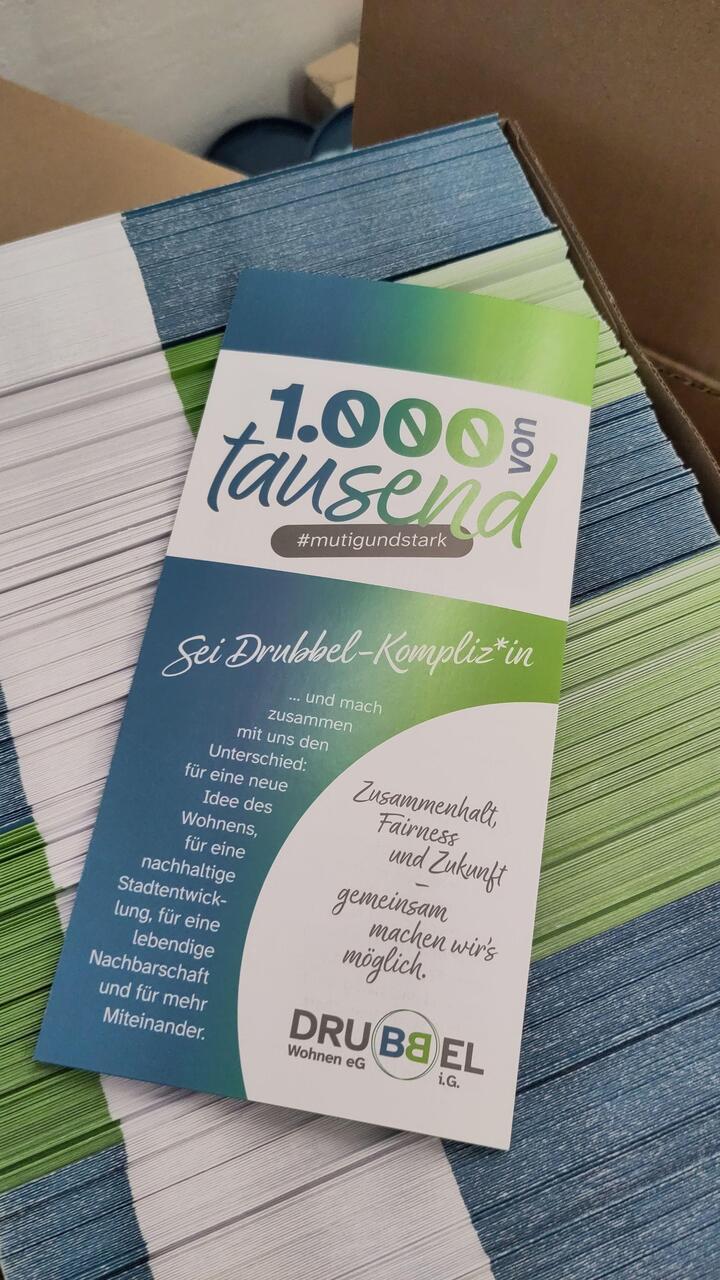 1.000 von
tausend
#mutigundstark
Sei Drubbel-Kompliz*in
... und mach
zusammen
mit uns den
Unterschied:
für eine neue
Idee des
Wohnens,
für eine
nachhaltige
Stadtentwick-
lung, für eine
lebendige
Nachbarschaft
und für mehr
Miteinander.
Zusammenhalt,
Fairness
und Zukunft
–
gemeinsam
machen wir's
möglich.
DRUBBEL
Wohnen eG
i.G.